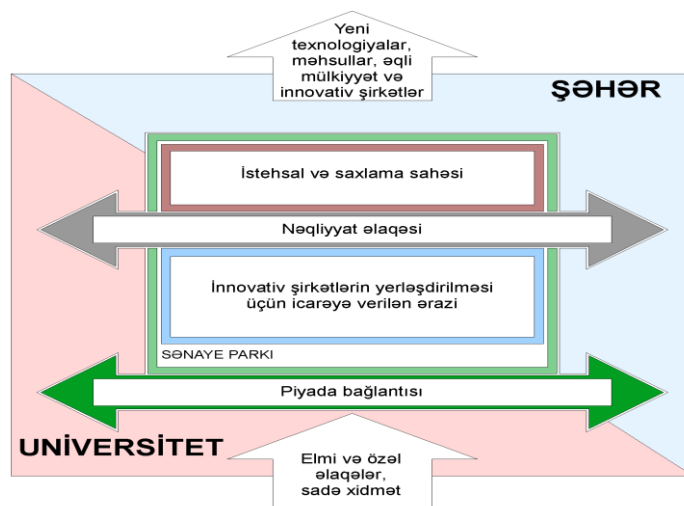 Yeni
texnologiyalar,
məhsullar, əqli
mülkiyyət və
innovativ şirkətlər
ŞƏHƏR
İstehsal və saxlama sahəsi
Nəqliyyat əlaqəsi
İnnovativ şirkətlərin yerləşdirilməsi
üçün icarəyə verilən ərazi
SƏNAYE PARKI
Piyada bağlantısı
UNİVERSİTET
Elmi və özəl
əlaqələr,
sadə xidmət